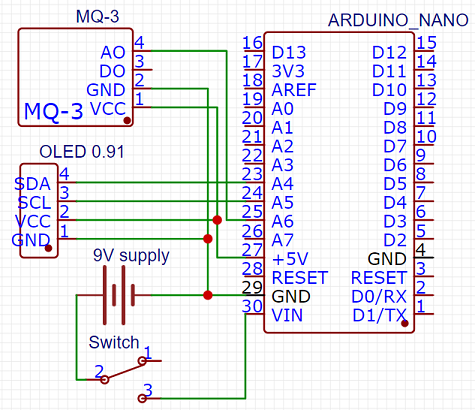 MQ-3
ARDUINO_NANO
AO 4
DO 3
GND 2
VCC 1
MQ-3
OLED 0.91
SDA 4
SCL 3
VCC 2
GND 1
9V supply
Switch
1
2
3
16 D13 D12 15
17 3V3 D11 14
18 AREF D10 13
19 A0 D9 12
20 A1 D8 11
21 A2 D7 10
22 A3 D6 9
23 A4 D5 8
24 A5 D4 7
25 A6 D3 6
26 A7 D2 5
27 +5V GND 4
28 RESET RESET 3
29 GND D0/RX 2
30 VIN D1/TX 1